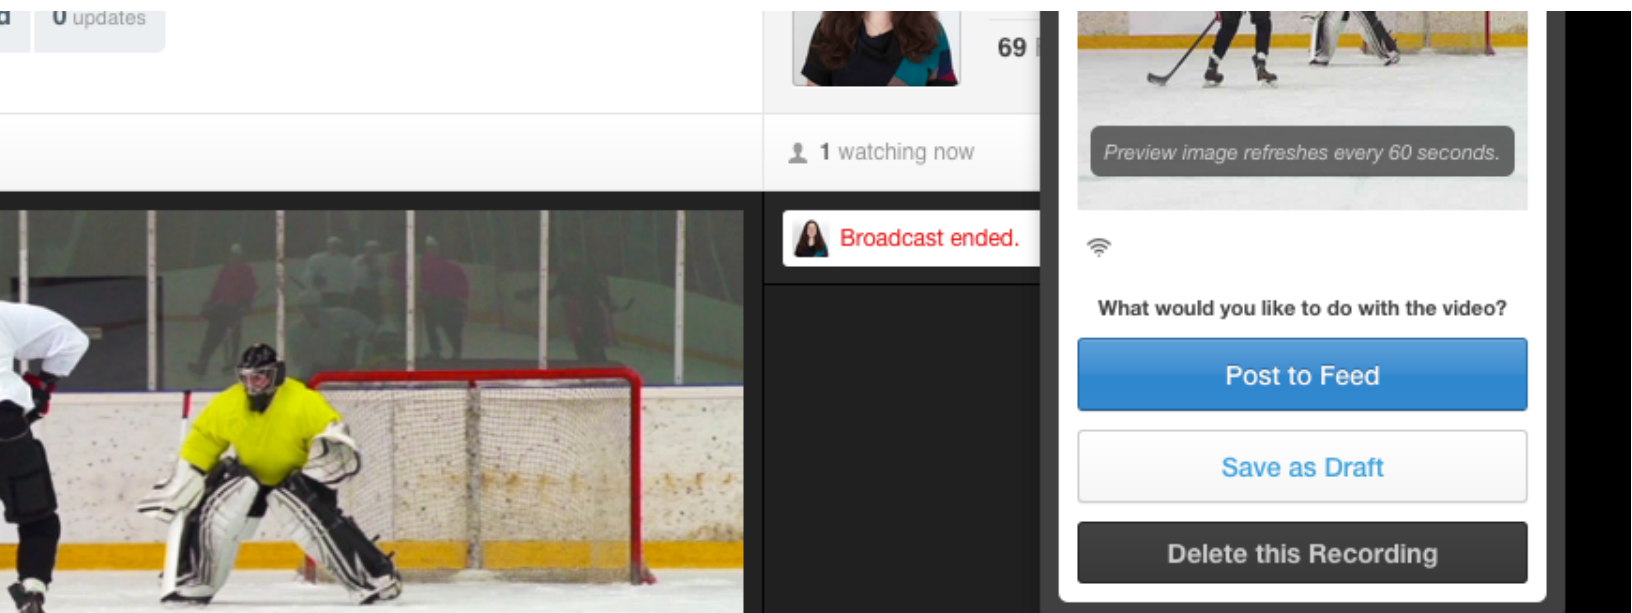 0 updates
69
1 watching now
Preview image refreshes every 60 seconds.
Broadcast ended.
What would you like to do with the video?
Post to Feed
Save as Draft
Delete this Recording